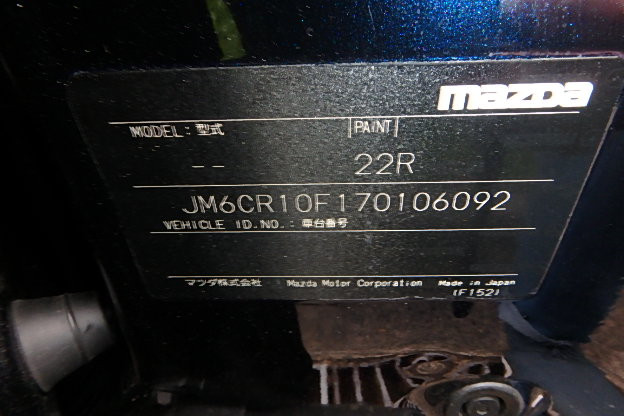 mazda
MODEL: 型式 PAINT
-- 22R
JM6CR10F170106092
VEHICLE ID.NO.: 車台番号
マツダ株式会社 Mazda Motor Corporation Made in Japan
(F152)